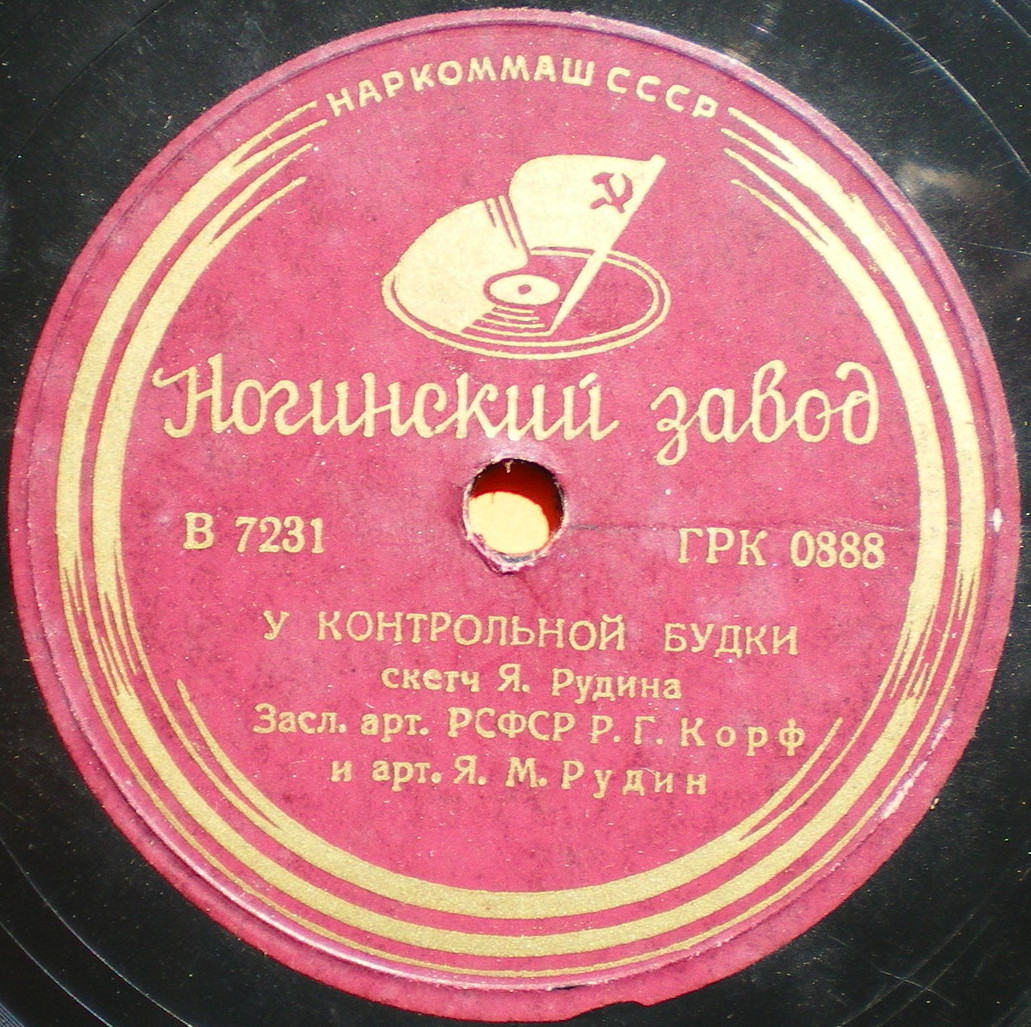 НАРКОММАШ СССР
Ногинский завод
В 7231
ГРК 0888
У КОНТРОЛЬНОЙ БУДКИ
скетч Я. Рудина
Засл. арт. РСФСР Р. Г. Корф
и арт. Я. М. Рудин